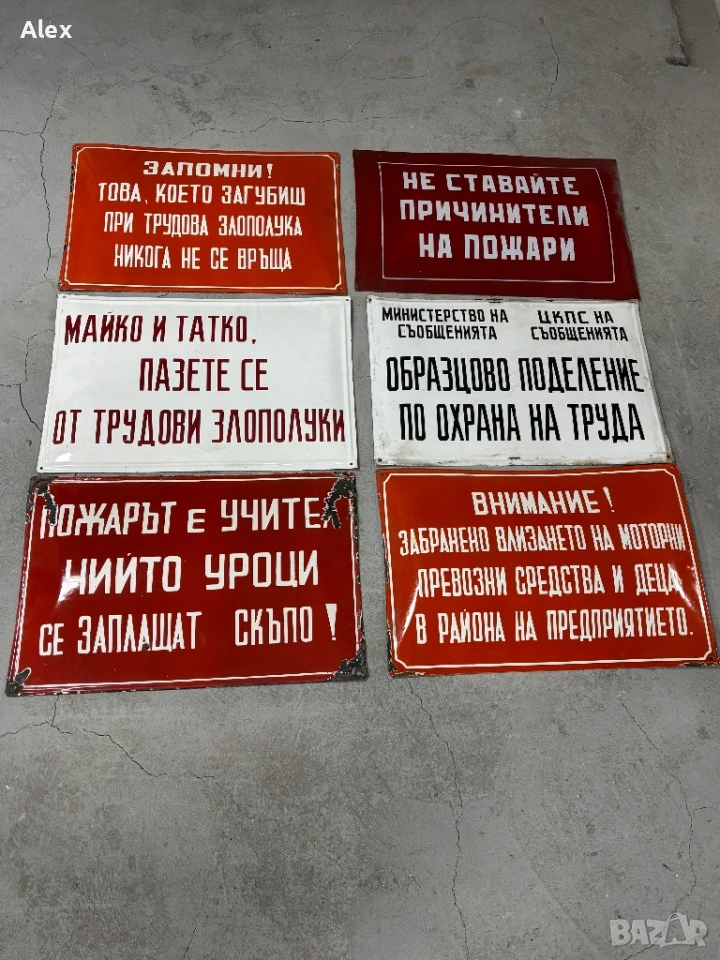 Alex
ЗАПОМНИ!
ТОВА, КОЕТО ЗАГУБИШ
ПРИ ТРУДОВА ЗЛОПОЛУКА
НИКОГА НЕ СЕ ВРЪЩА
НЕ СТАВАЙТЕ
ПРИЧИНИТЕЛИ
НА ПОЖАРИ
МАЙКО И ТАТКО,
ПАЗЕТЕ СЕ
ОТ ТРУДОВИ ЗЛОПОЛУКИ
МИНИСТЕРСТВО НА
СЪОБЩЕНИЯТА
ЦКПС НА
СЪОБЩЕНИЯТА
ОБРАЗЦОВО ПОДЕЛЕНИЕ
ПО ОХРАНА НА ТРУДА
ПОЖАРЪТ Е УЧИТЕЛ
ЧИЙТО УРОЦИ
СЕ ЗАПЛАЩАТ СКЪПО!
ВНИМАНИЕ!
ЗАБРАНЕНО ВЛИЗАНЕТО НА МОТОРНИ
ПРЕВОЗНИ СРЕДСТВА И ДЕЦА
В РАЙОНА НА ПРЕДПРИЯТИЕТО.
BAZAR